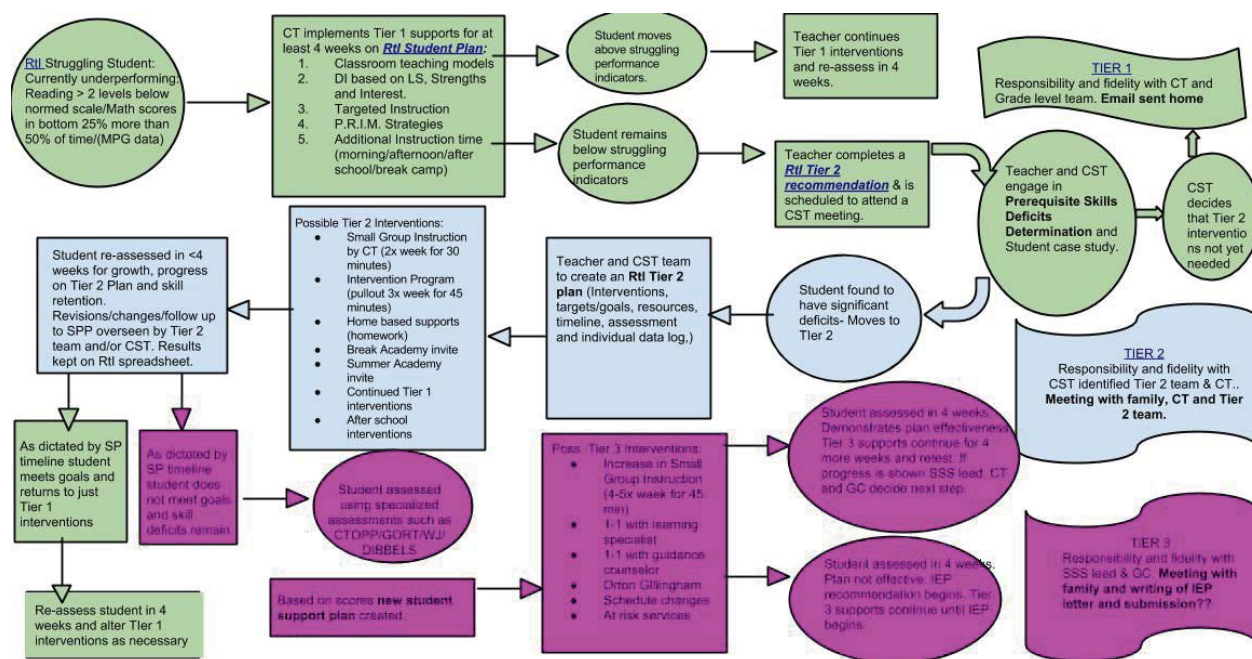 RtI Struggling Student:
Currently underperforming:
Reading > 2 levels below
normed scale/Math scores
in bottom 25% more than
50% of time/(MPG data)
CT implements Tier 1 supports for at
least 4 weeks on RtI Student Plan:
1. Classroom teaching models
2. DI based on LS, Strengths
and Interest.
3. Targeted Instruction
4. P.R.I.M. Strategies
5. Additional Instruction time
(morning/afternoon/after
school/break camp)
Student moves
above struggling
performance
indicators.
Teacher continues
Tier 1 interventions
and re-assess in 4
weeks.
Student remains
below struggling
performance
indicators
Teacher completes a
RtI Tier 2
recommendation & is
scheduled to attend a
CST meeting.
Teacher and CST
engage in
Prerequisite Skills
Deficits
Determination and
Student case study.
CST
decides
that Tier 2
interventio
ns not yet
needed
TIER 1
Responsibility and fidelity with CT and
Grade level team. Email sent home
Student found to
have significant
deficits- Moves to
TIer 2
Teacher and CST team
to create an RtI Tier 2
plan (Interventions,
targets/goals, resources,
timeline, assessment
and individual data log,)
Possible Tier 2 Interventions:
• Small Group Instruction
by CT (2x week for 30
minutes)
• Intervention Program
(pullout 3x week for 45
minutes)
• Home based supports
(homework)
• Break Academy invite
• Summer Academy
invite
• Continued Tier 1
interventions
• After school
interventions
Student re-assessed in <4
weeks for growth, progress
on Tier 2 Plan and skill
retention.
Revisions/changes/follow up
to SPP overseen by Tier 2
team and/or CST. Results
kept on RtI spreadsheet.
TIER 2
Responsibility and fidelity with
CST identified Tier 2 team & CT..
Meeting with family, CT and Tier
2 team.
As dictated by SP
timeline student
meets goals and
returns to just
Tier 1
interventions
As dictated by
SP timeline
student does
not meet goals
and skill
deficits remain
Re-assess student in 4
weeks and alter TIer 1
interventions as necessary
Student assessed
using specialized
assessments such as
CTOPP/GORT/WJ/
DIBBELS
Based on scores new student
support plan created.
Poss. Tier 3 Interventions:
• Increase in Small
Group Instruction
(4-5x week for 45
min)
• 1-1 with learning
specialist
• 1-1 with guidance
counselor
• Orton Gillingham
• Schedule changes
• At risk services
Student assessed in 4 weeks.
Demonstrates plan effectiveness
Tier 3 supports continue for 4
more weeks and retest. If
progress is shown SSS lead, CT
and GC decide next step.
Student assessed in 4 weeks.
Plan not effective. IEP
recommendation begins. Tier
3 supports continue until IEP
begins.
TIER 3
Responsibility and fidelity with
SSS lead & GC. Meeting with
family and writing of IEP
letter and submission??